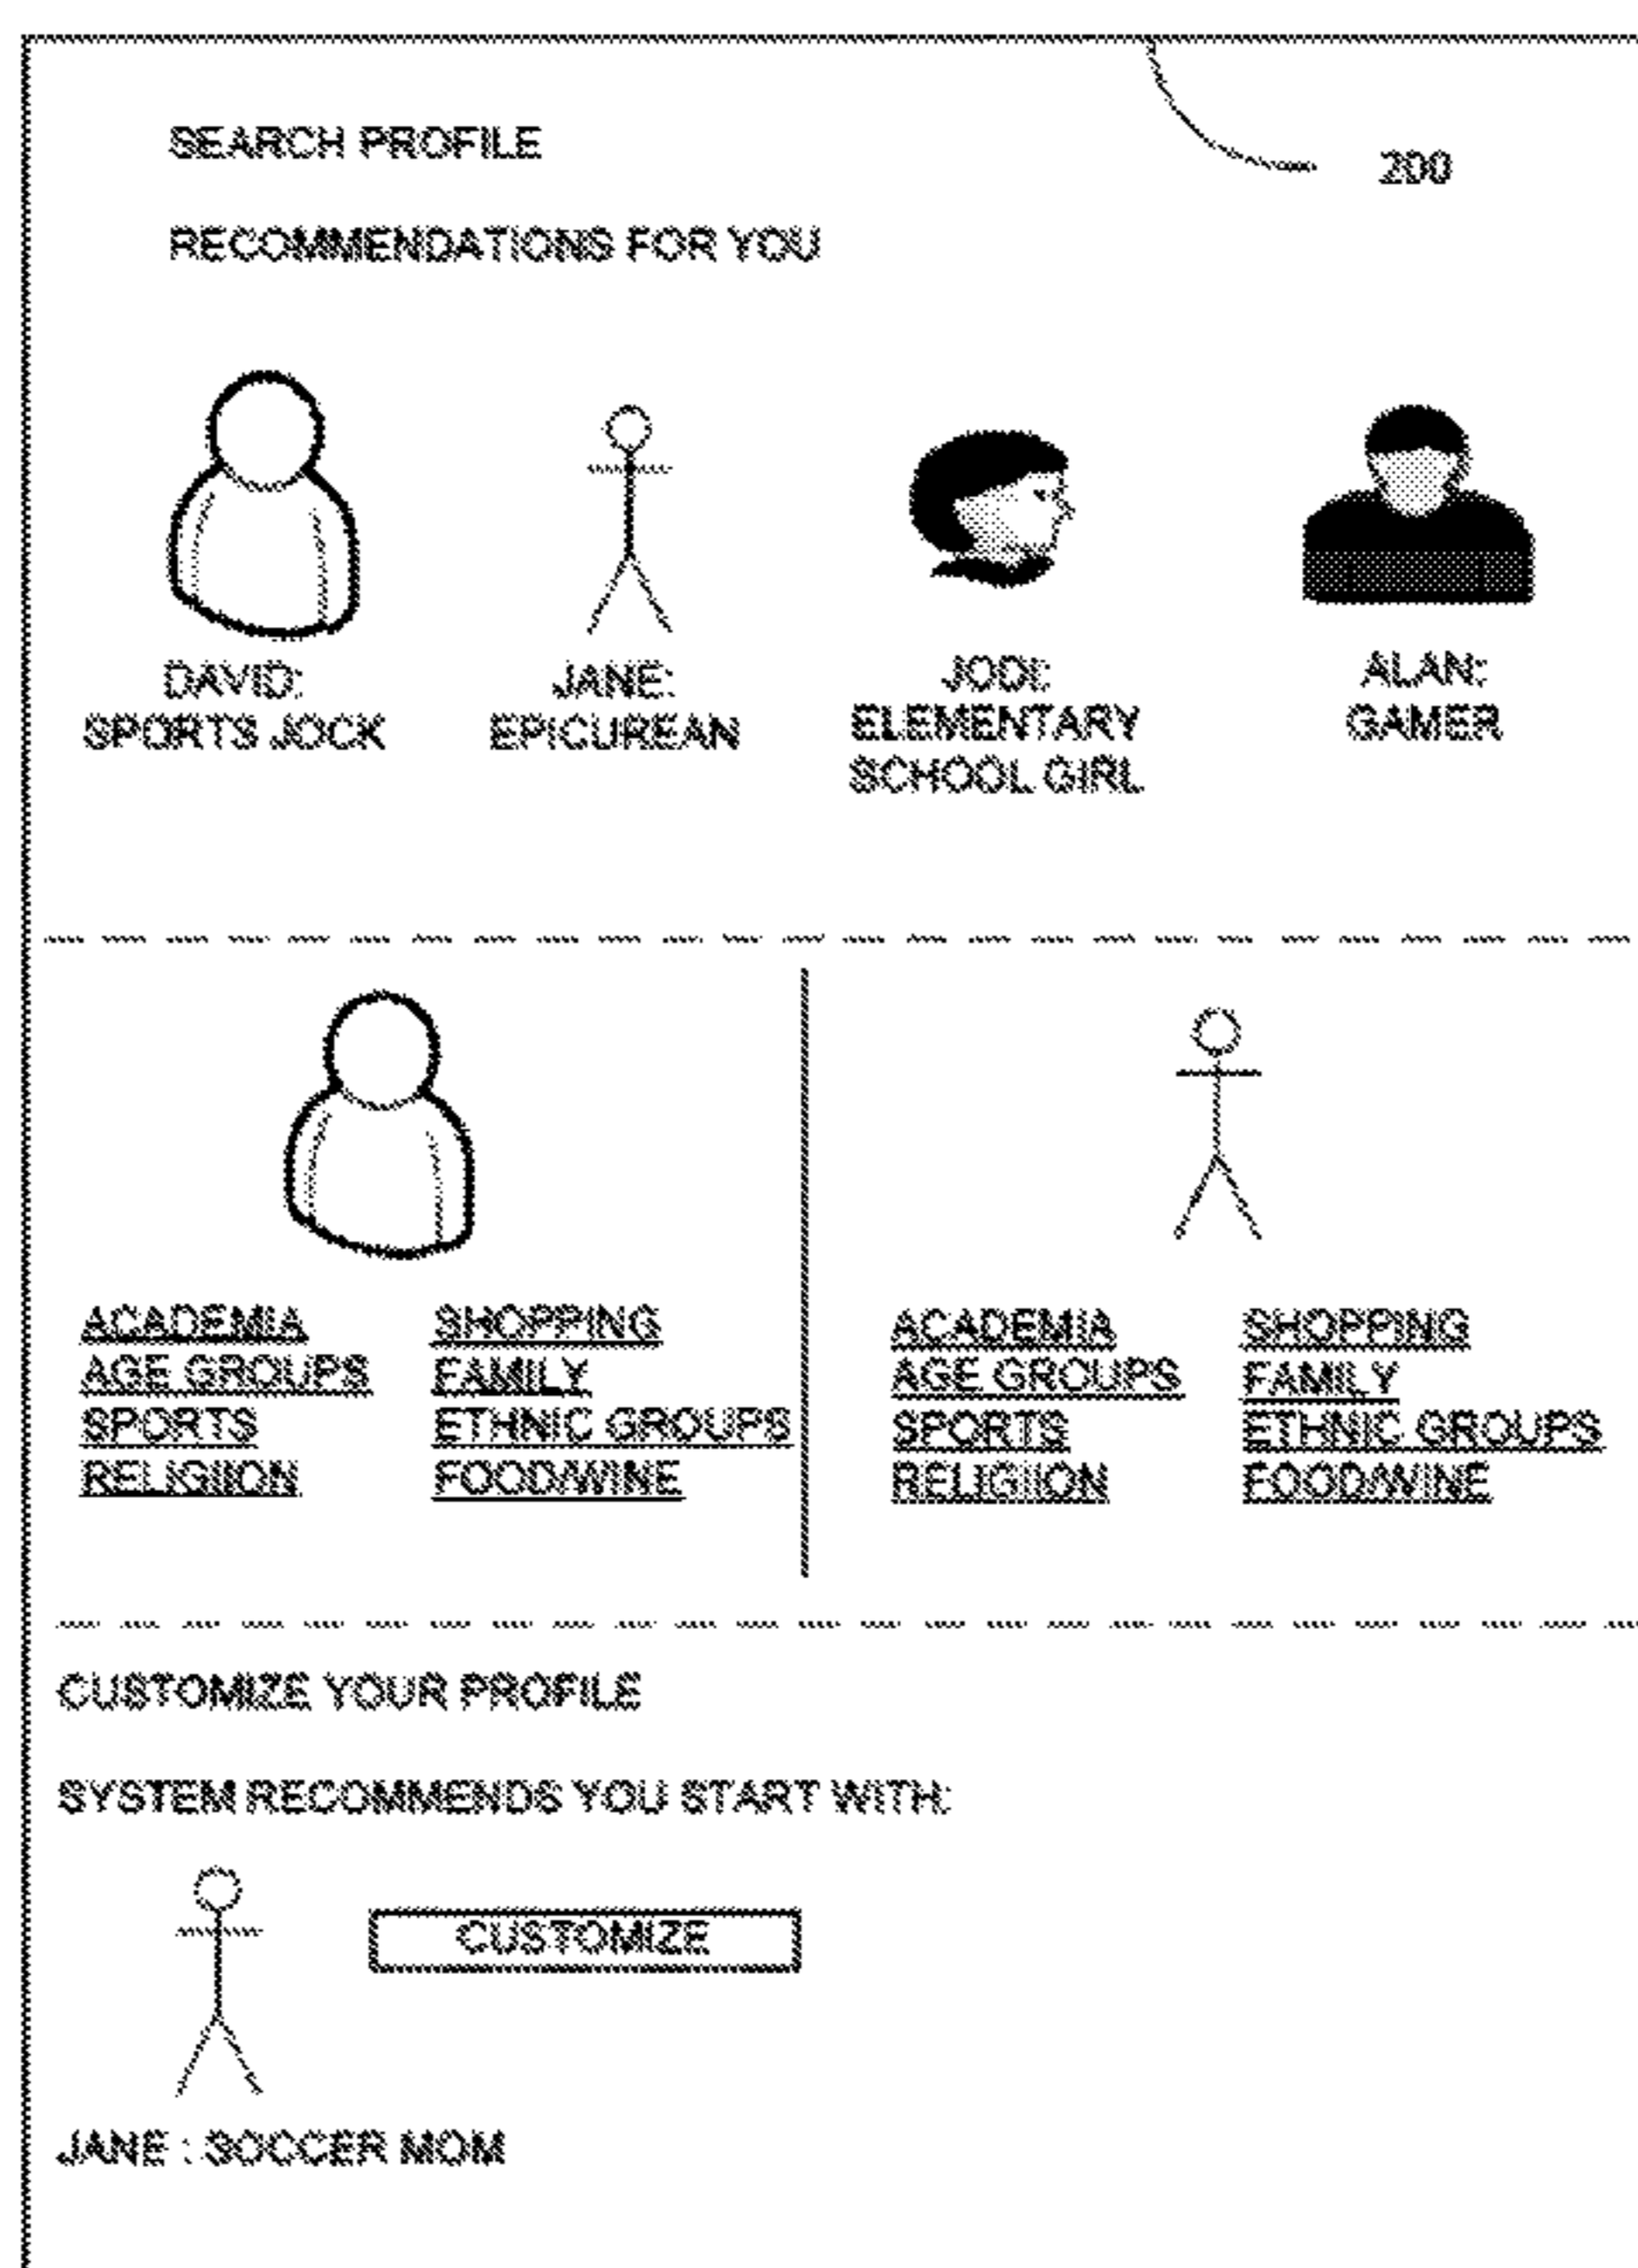 SEARCH PROFILE
200
RECOMMENDATIONS FOR YOU
DAVID:
SPORTS JOCK
JANE:
EPICUREAN
JODI:
ELEMENTARY
SCHOOL GIRL
ALAN:
GAMER
ACADEMIA
AGE GROUPS
SPORTS
RELIGIION
SHOPPING
FAMILY
ETHNIC GROUPS
FOOD/WINE
ACADEMIA
AGE GROUPS
SPORTS
RELIGIION
SHOPPING
FAMILY
ETHNIC GROUPS
FOOD/WINE
CUSTOMIZE YOUR PROFILE
SYSTEM RECOMMENDS YOU START WITH:
CUSTOMIZE
JANE : SOCCER MOM